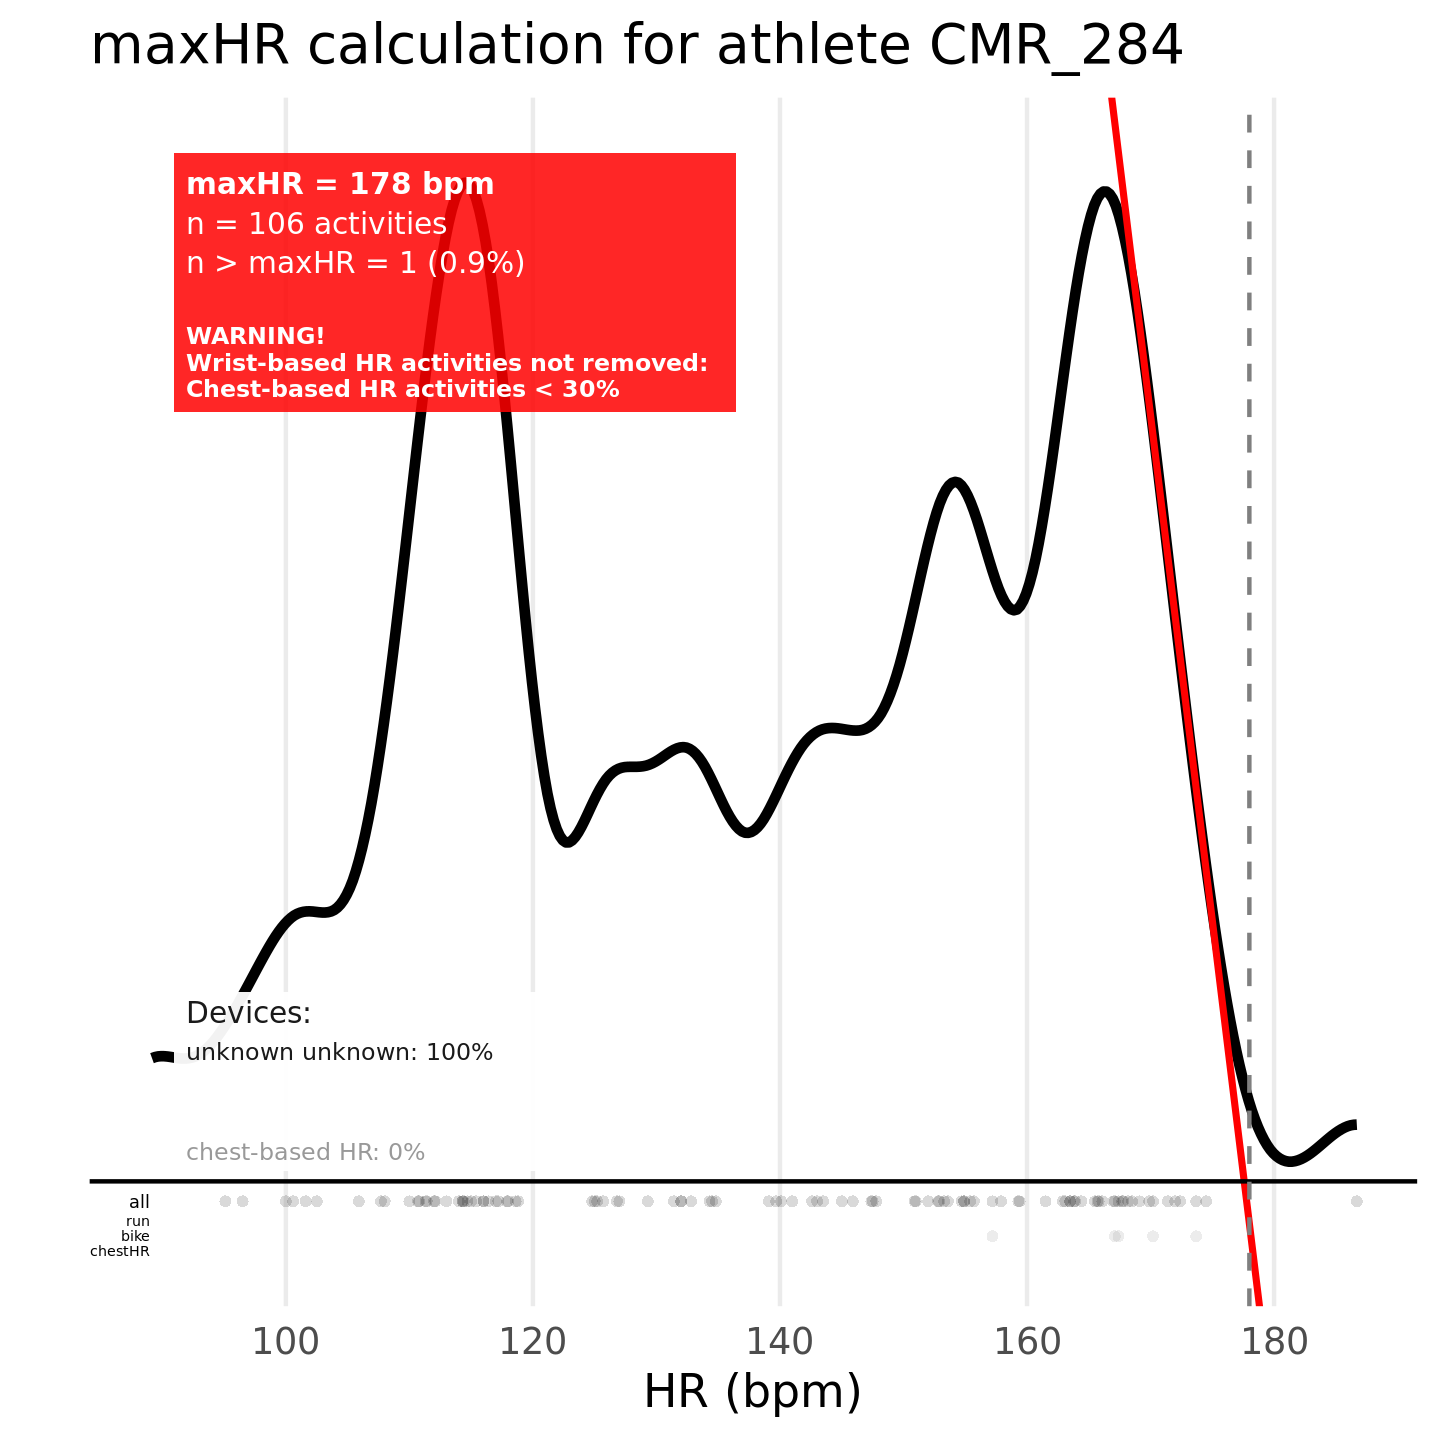 maxHR calculation for athlete CMR_284
maxHR = 178 bpm
n = 106 activities
n > maxHR = 1 (0.9%)
WARNING!
Wrist-based HR activities not removed:
Chest-based HR activities < 30%
Devices:
unknown unknown: 100%
chest-based HR: 0%
all
run
bike
chestHR
100 120 140 160 180
HR (bpm)